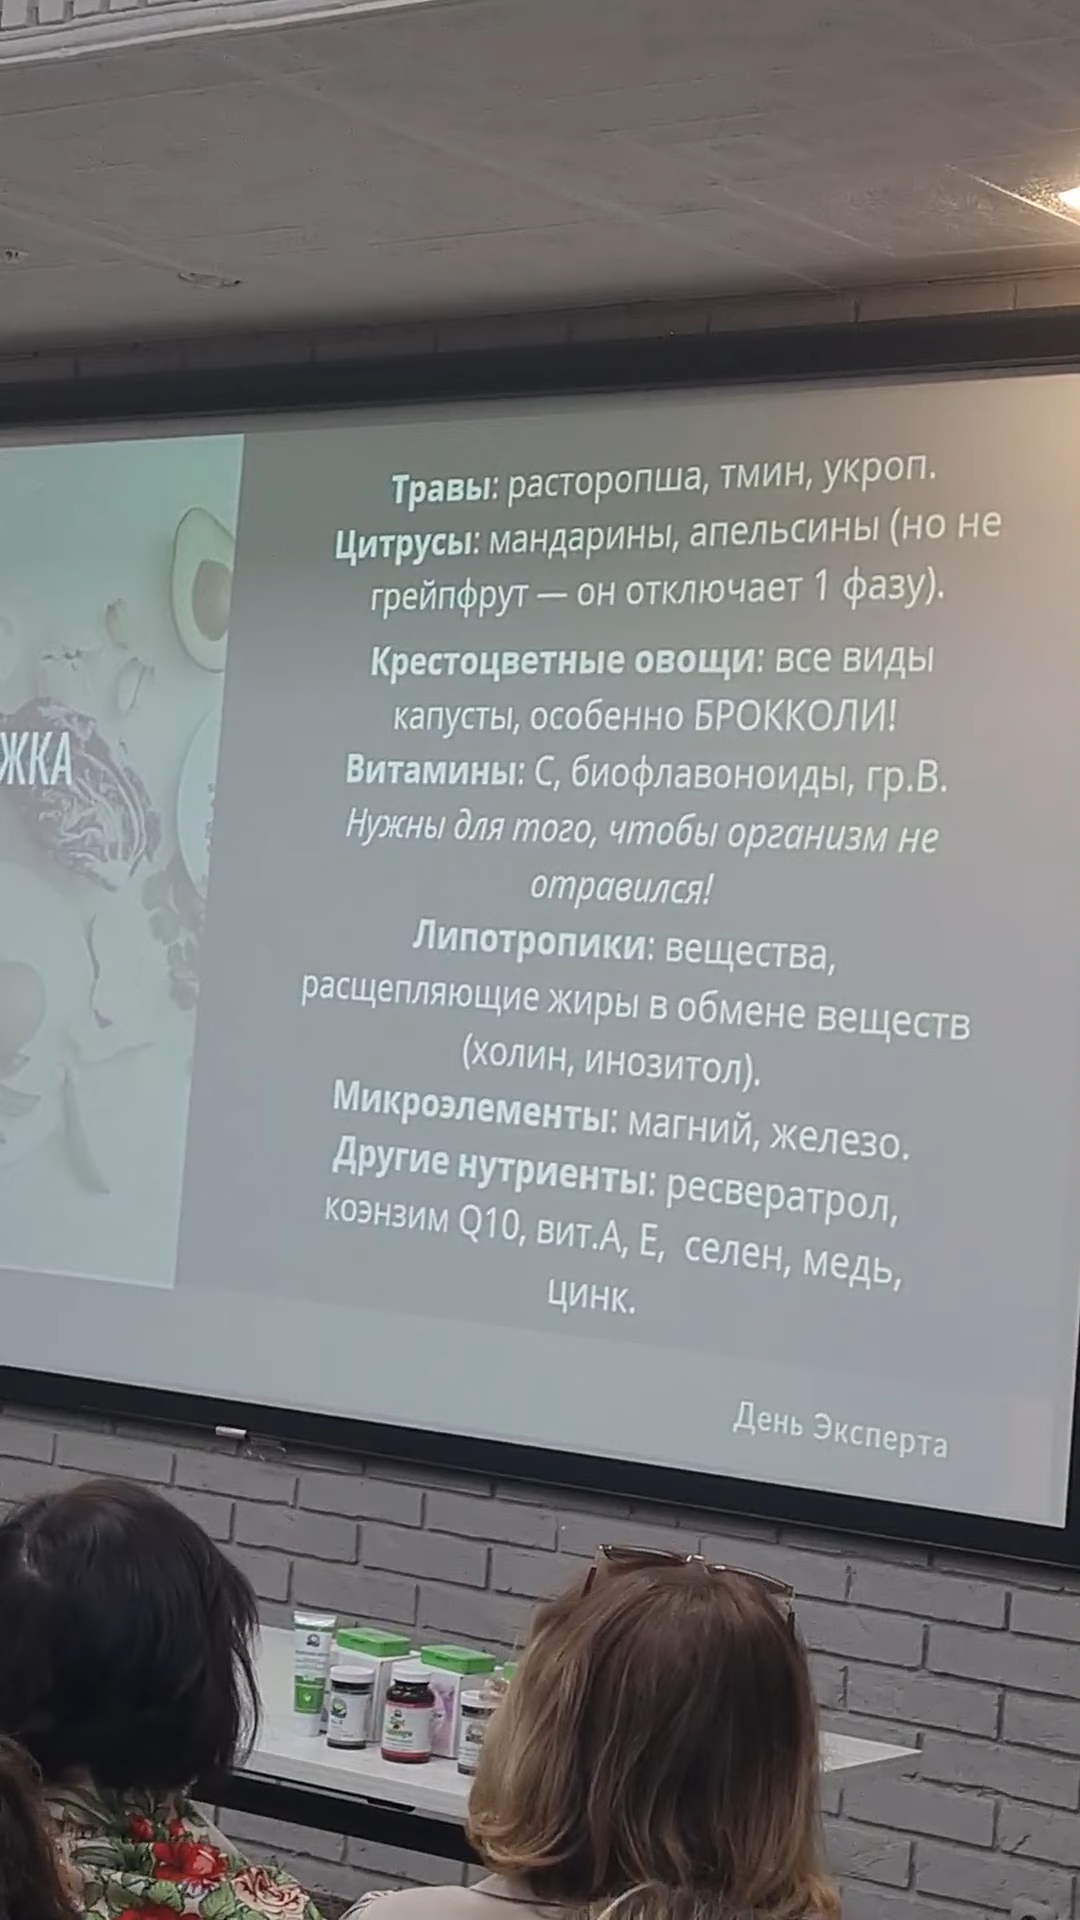 Травы: расторопша, тмин, укроп.
Цитрусы: мандарины, апельсины (но не
грейпфрут — он отключает 1 фазу).
Крестоцветные овощи: все виды
капусты, особенно БРОККОЛИ!
ЖКА
Витамины: С, биофлавоноиды, гр.В.
Нужны для того, чтобы организм не
отравился!
Липотропики: вещества,
расщепляющие жиры в обмене веществ
(холин, инозитол).
Микроэлементы: магний, железо.
Другие нутриенты: ресвератрол,
коэнзим Q10, вит.А, Е, селен, медь,
цинк.
День Эксперта